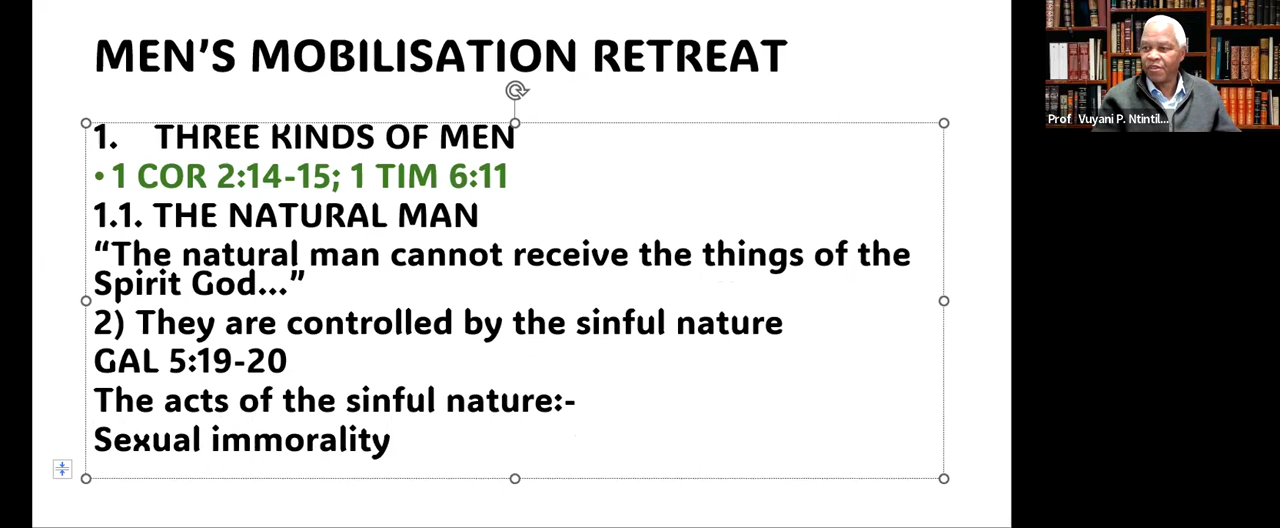 MEN'S MOBILISATION RETREAT
1. THREE KINDS OF MEN
• 1 COR 2:14-15; 1 TIM 6:11
1.1. THE NATURAL MAN
“The natural man cannot receive the things of the
Spirit God...”
2) They are controlled by the sinful nature
GAL 5:19-20
The acts of the sinful nature:-
Sexual immorality
Prof Vuyani P. Ntintil...